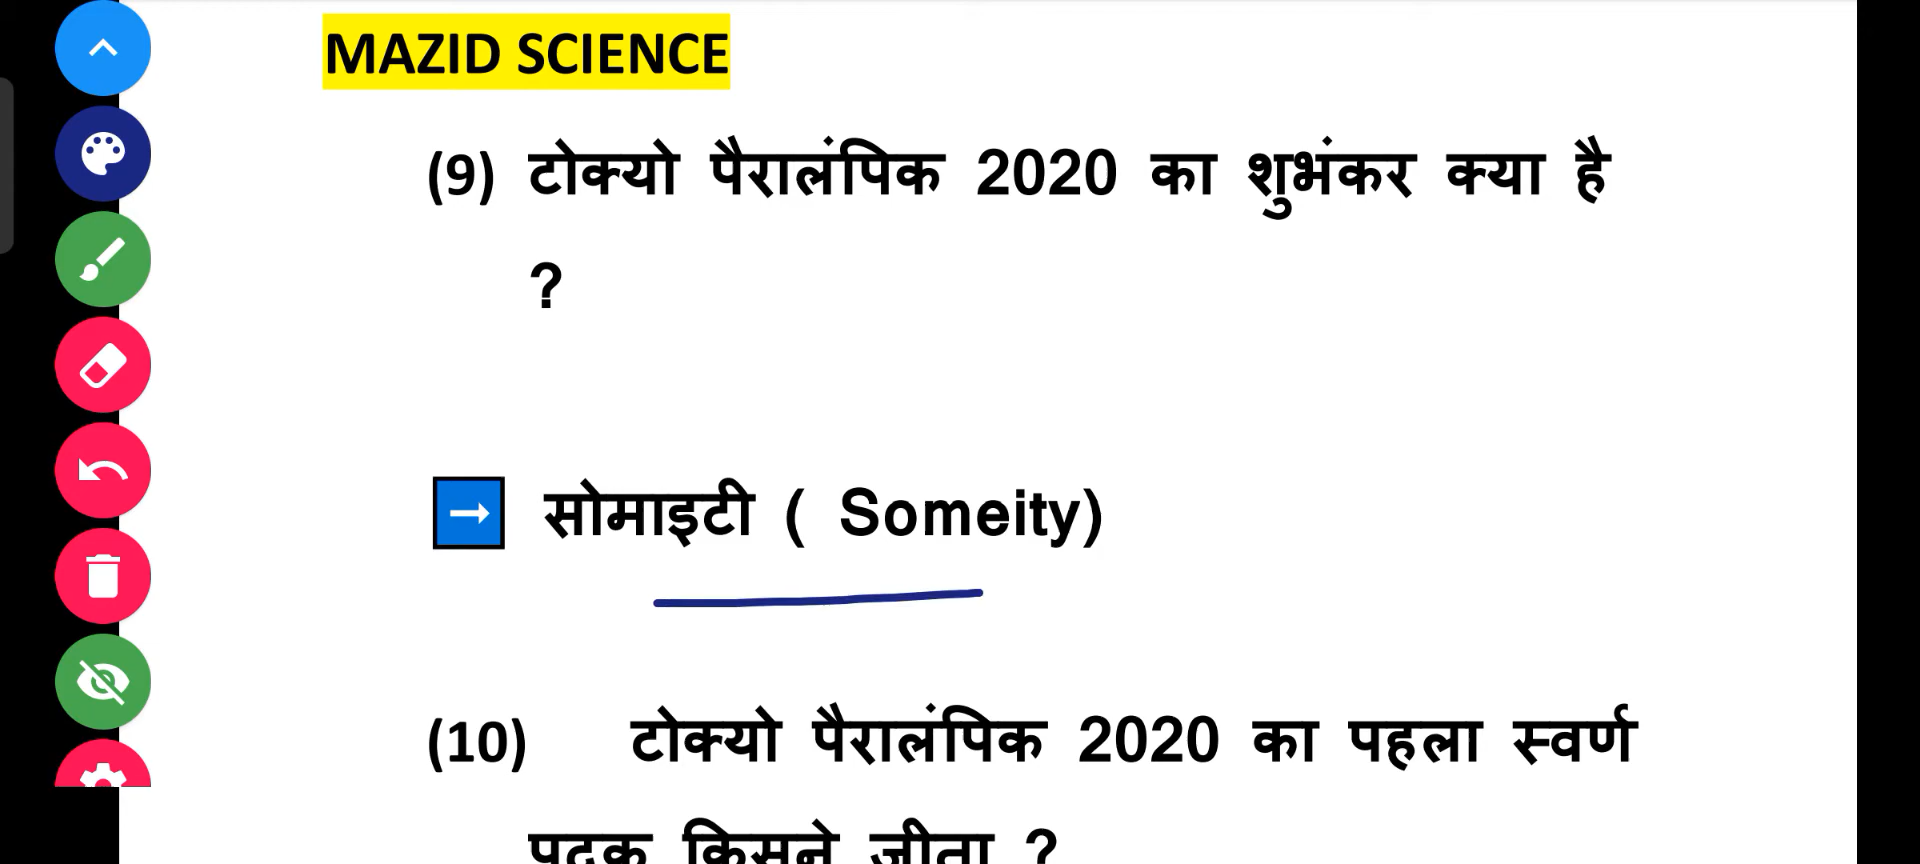 MAZID SCIENCE
(9) टोक्यो पैरालंपिक 2020 का शुभंकर क्या है
?
सोमाइटी ( Someity)
(10) टोक्यो पैरालंपिक 2020 का पहला स्वर्ण
पदक किसने जीता ?